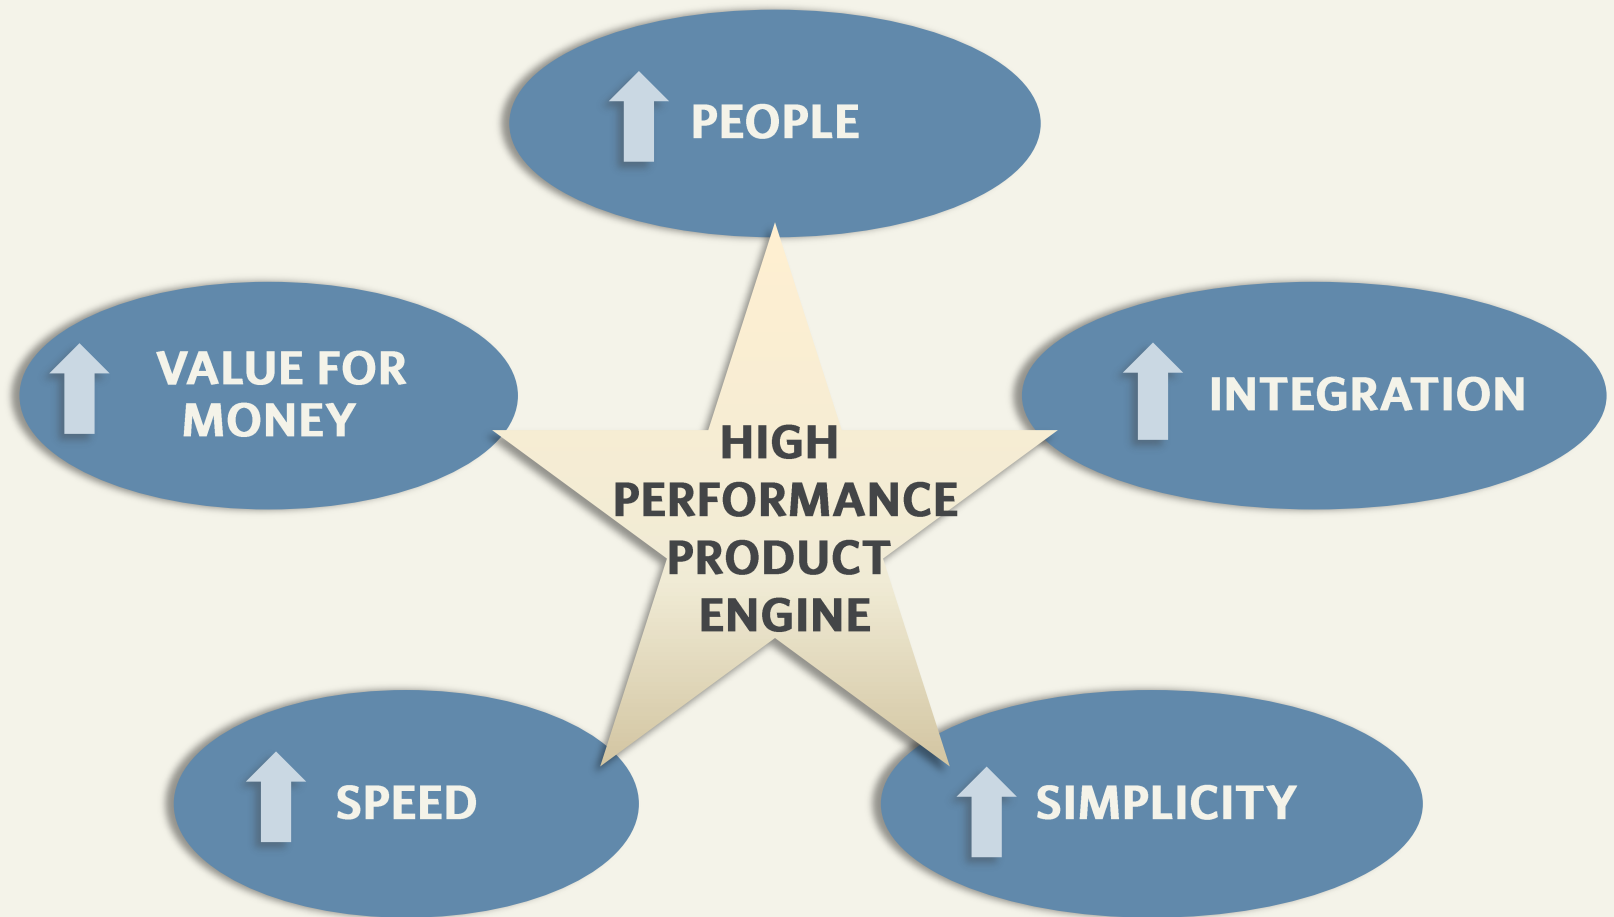 PEOPLE
VALUE FOR
MONEY
INTEGRATION
HIGH
PERFORMANCE
PRODUCT
ENGINE
SPEED
SIMPLICITY